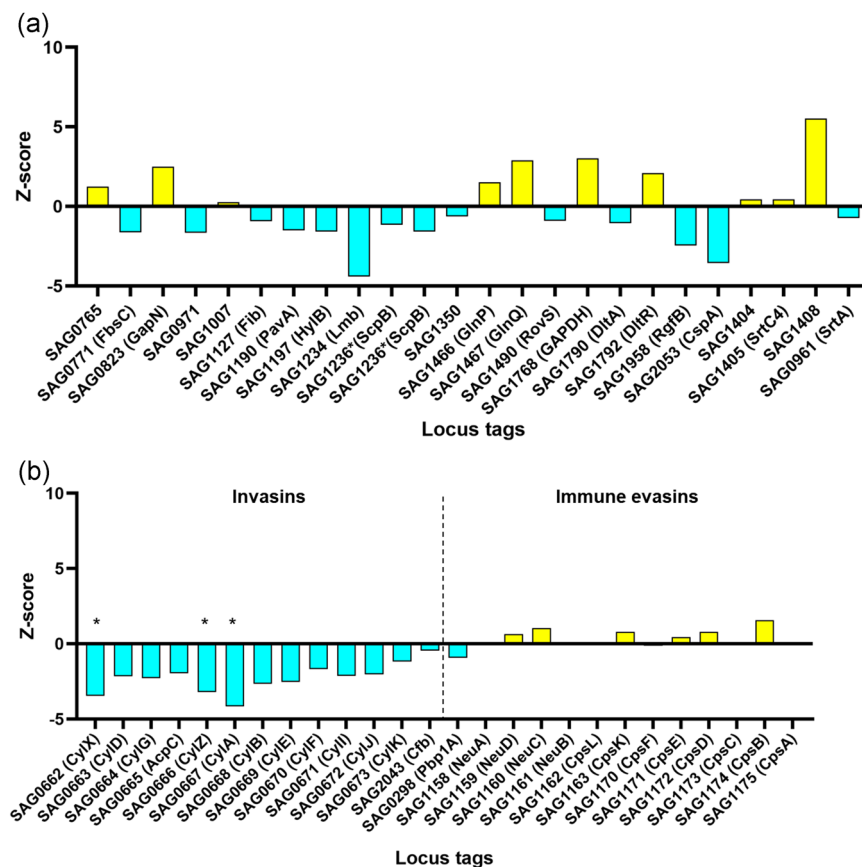 (a)
10
5
0
-5
Z-score
SAG0765
SAG0771 (FbsC)
SAG0823 (GapN)
SAG0971
SAG1007
SAG1127 (Fib)
SAG1190 (PavA)
SAG1197 (HylB)
SAG1234 (Lmb)
SAG1236*(ScpB)
SAG1236*(ScpB)
SAG1350
SAG1466 (GlnP)
SAG1467 (GlnQ)
SAG1490 (RovS)
SAG1768 (GAPDH)
SAG1790 (DltA)
SAG1792 (DltR)
SAG1958 (RgfB)
SAG2053 (CspA)
SAG1404
SAG1405 (SrtC4)
SAG1408
SAG0961 (SrtA)
Locus tags
(b)
Invasins
Immune evasins
10
5
0
-5
Z-score
* * *
SAG0662 (CylX)
SAG0663 (CylD)
SAG0664 (CylG)
SAG0665 (AcpC)
SAG0666 (CylZ)
SAG0667 (CylA)
SAG0668 (CylB)
SAG0669 (CylE)
SAG0670 (CylF)
SAG0671 (CylI)
SAG0672 (CylJ)
SAG0673 (CylK)
SAG2043 (Cfb)
SAG0298 (Pbp1A)
SAG1158 (NeuA)
SAG1159 (NeuD)
SAG1160 (NeuC)
SAG1161 (NeuB)
SAG1162 (CpsL)
SAG1163 (CpsK)
SAG1170 (CpsF)
SAG1171 (CpsE)
SAG1172 (CpsD)
SAG1173 (CpsC)
SAG1174 (CpsB)
SAG1175 (CpsA)
Locus tags